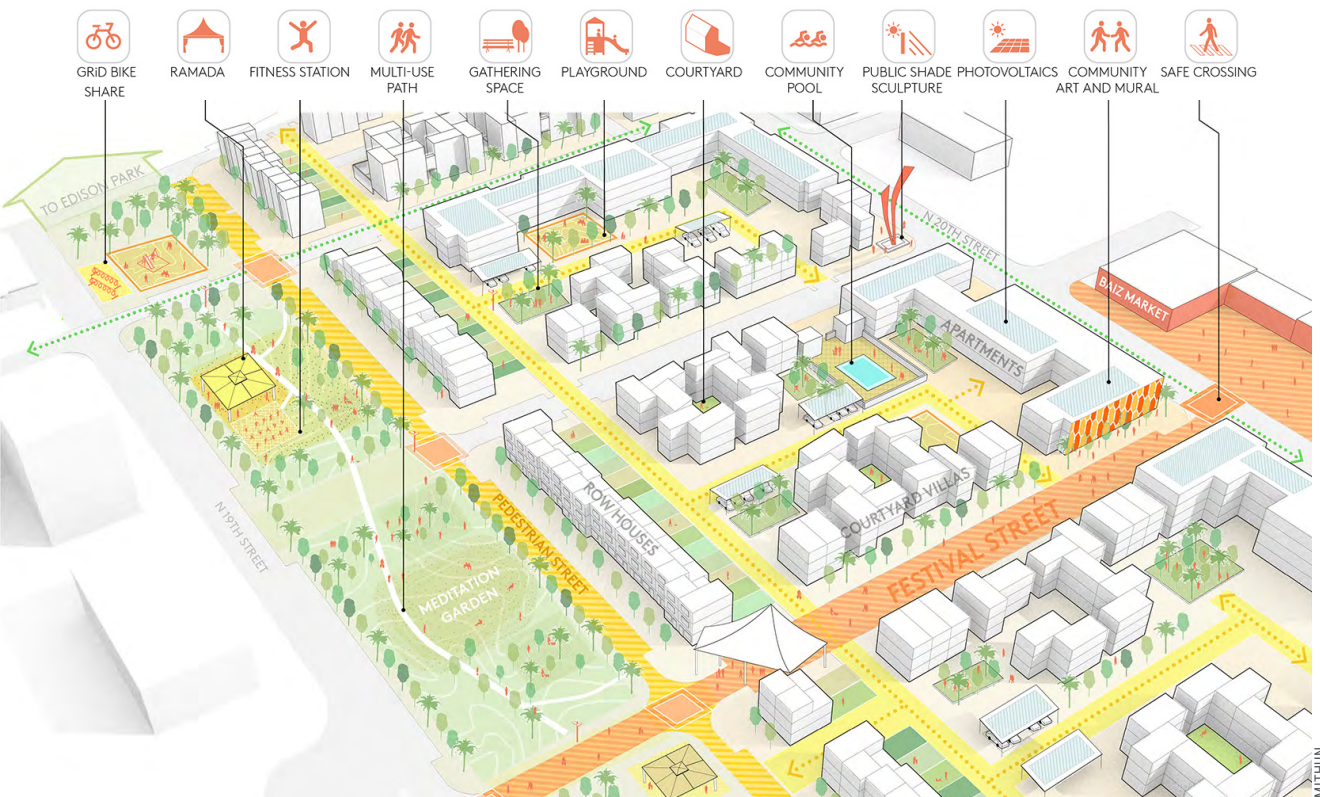 GRiD BIKE
SHARE
RAMADA
FITNESS STATION
MULTI-USE
PATH
GATHERING
SPACE
PLAYGROUND
COURTYARD
COMMUNITY
POOL
PUBLIC SHADE
SCULPTURE
PHOTOVOLTAICS
COMMUNITY
ART AND MURAL
SAFE CROSSING
TO EDISON PARK
N 20TH STREET
BAIZ MARKET
APARTMENTS
ROW HOUSES
COURTYARD VILLAS
PEDESTRIAN STREET
N 19TH STREET
FESTIVAL STREET
MEDITATION
GARDEN
MITHUN